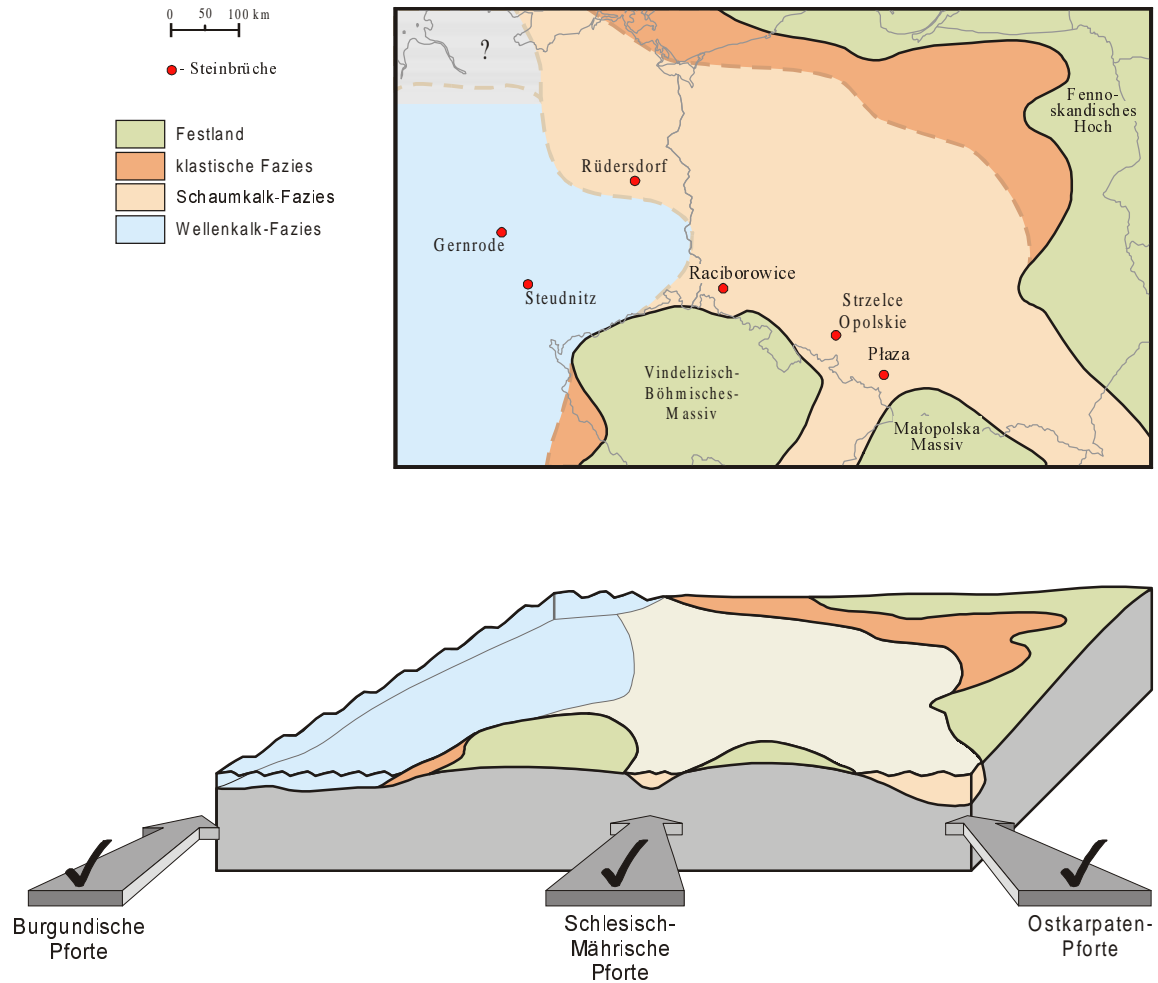 0 50 100 km
- Steinbrüche
Festland
klastische Fazies
Schaumkalk-Fazies
Wellenkalk-Fazies
?
Fenno-
skandisches
Hoch
Rüdersdorf
Gernrode
Steudnitz
Raciborowice
Strzelce
Opolskie
Płaza
Vindelizisch-
Böhmisches-
Massiv
Małopolska
Massiv
Burgundische
Pforte
Schlesisch-
Mährische
Pforte
Ostkarpaten-
Pforte